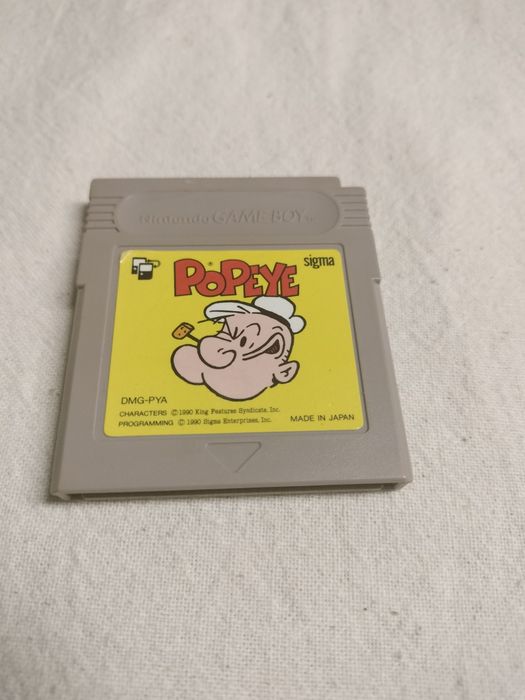 Nintendo GAME BOY TM
POPEYE ® sigma
DMG-PYA
CHARACTERS ©1990 King Features Syndicate, Inc.
PROGRAMMING ©1990 Sigma Enterprises, Inc. MADE IN JAPAN